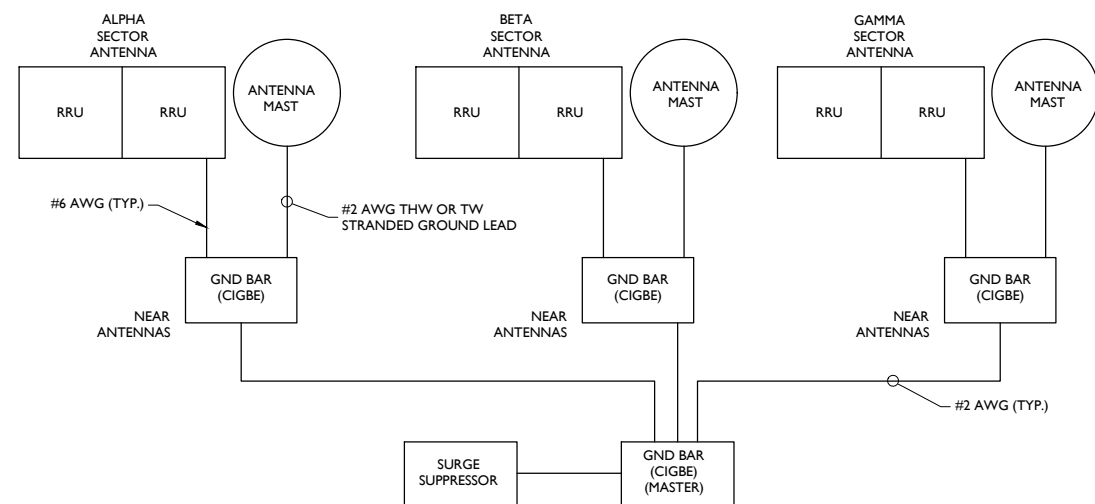 ALPHA
SECTOR
ANTENNA
RRU
RRU
ANTENNA
MAST
BETA
SECTOR
ANTENNA
RRU
RRU
ANTENNA
MAST
GAMMA
SECTOR
ANTENNA
RRU
RRU
ANTENNA
MAST
#6 AWG (TYP.)
#2 AWG THW OR TW
STRANDED GROUND LEAD
GND BAR
(CIGBE)
NEAR
ANTENNAS
GND BAR
(CIGBE)
NEAR
ANTENNAS
GND BAR
(CIGBE)
NEAR
ANTENNAS
#2 AWG (TYP.)
SURGE
SUPPRESSOR
GND BAR
(CIGBE)
(MASTER)